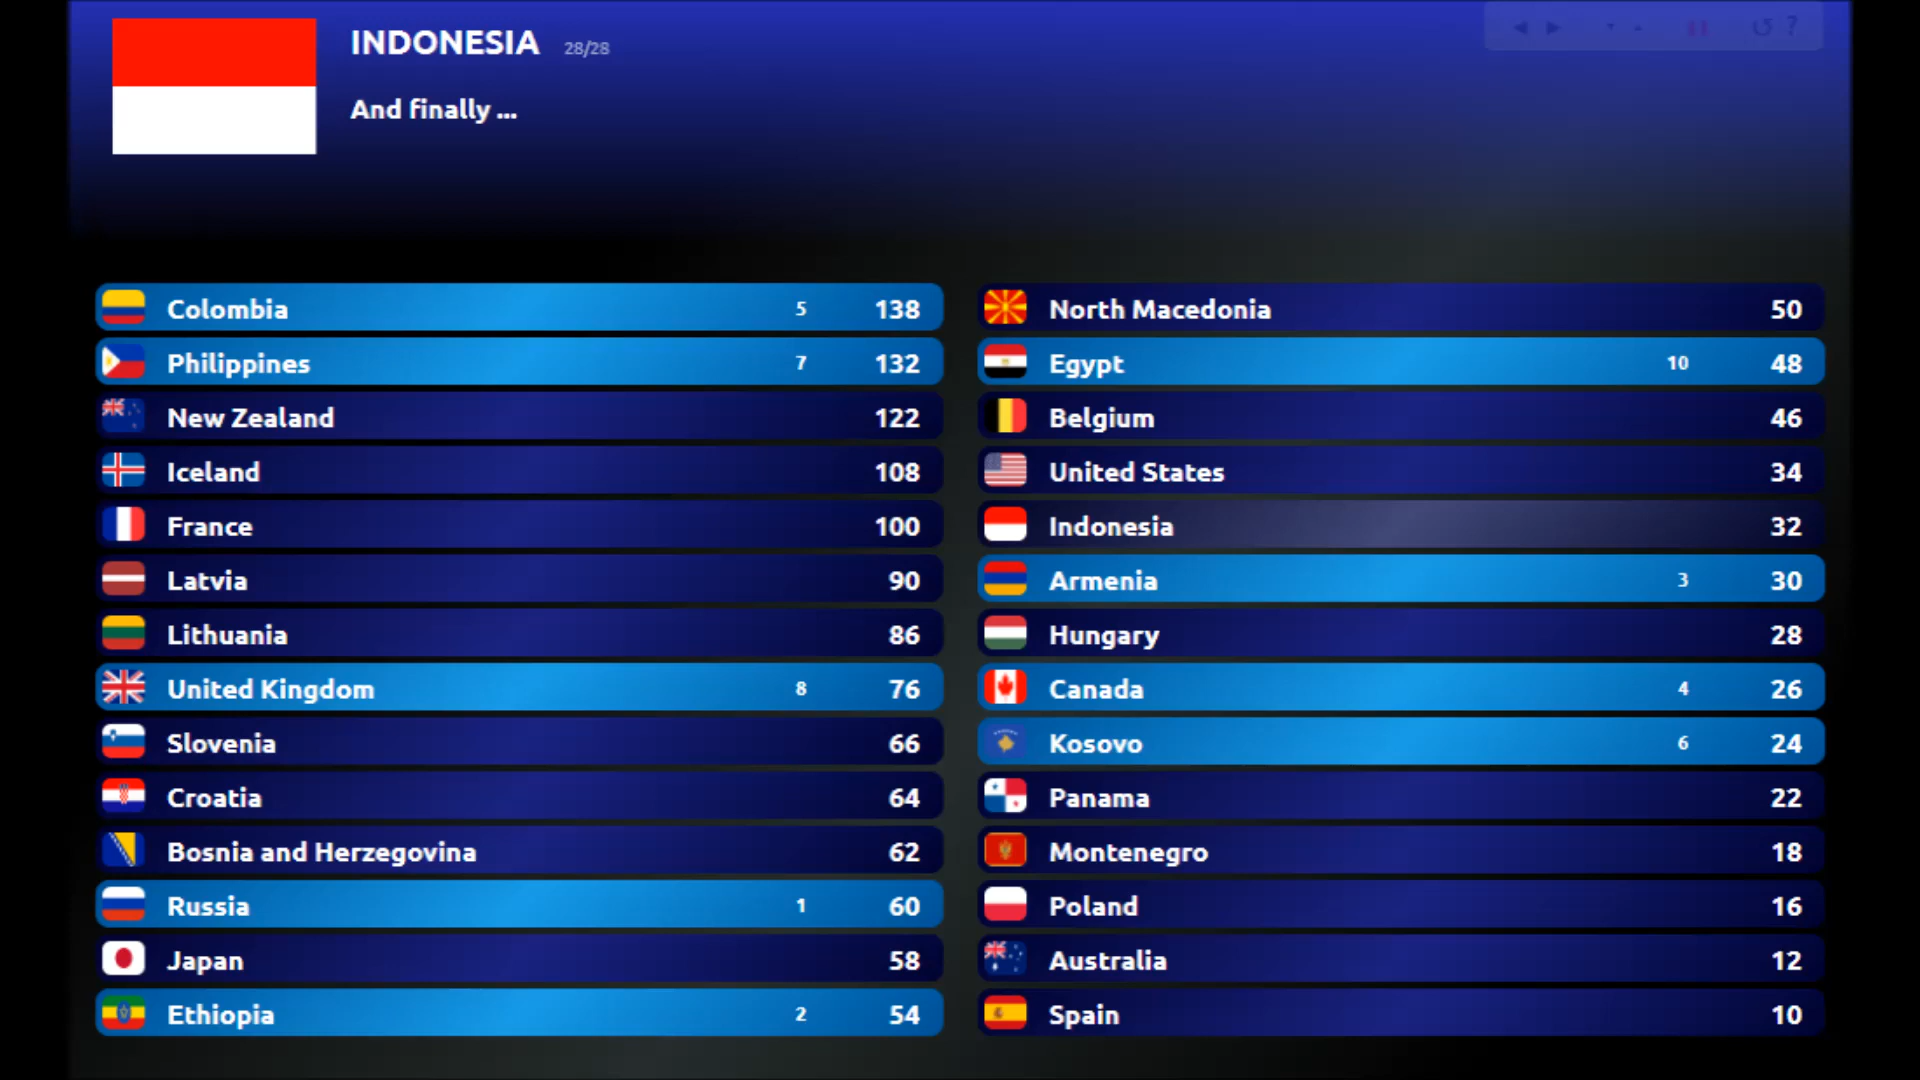 INDONESIA 28/28
And finally ...
?
Colombia 5 138
Philippines 7 132
New Zealand 122
Iceland 108
France 100
Latvia 90
Lithuania 86
United Kingdom 8 76
Slovenia 66
Croatia 64
Bosnia and Herzegovina 62
Russia 1 60
Japan 58
Ethiopia 2 54
North Macedonia 50
Egypt 10 48
Belgium 46
United States 34
Indonesia 32
Armenia 3 30
Hungary 28
Canada 4 26
Kosovo 6 24
Panama 22
Montenegro 18
Poland 16
Australia 12
Spain 10